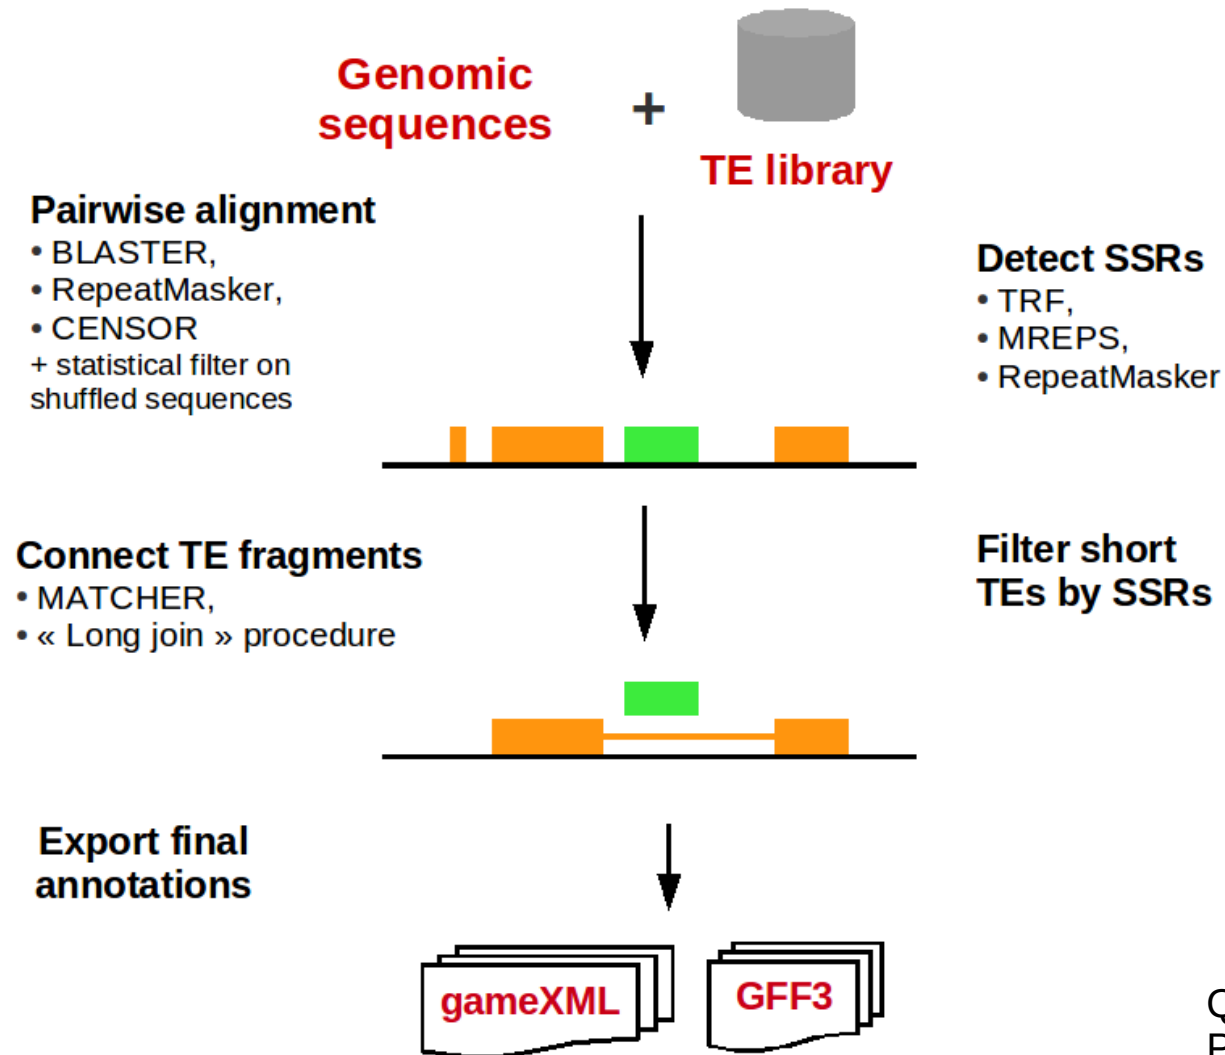 Genomic
sequences
+
TE library
Pairwise alignment
• BLASTER,
• RepeatMasker,
• CENSOR
+ statistical filter on
shuffled sequences
Detect SSRs
• TRF,
• MREPS,
• RepeatMasker
Connect TE fragments
• MATCHER,
• « Long join » procedure
Filter short
TEs by SSRs
Export final
annotations
gameXML
GFF3